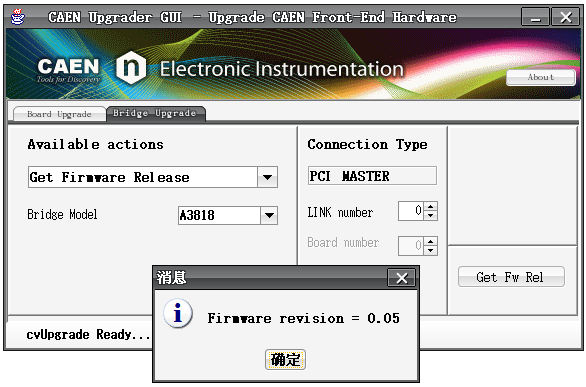 CAEN Upgrader GUI - Upgrade CAEN Front-End Hardware
CAEN
Tools for Discovery
n
Electronic Instrumentation
About
Board Upgrade
Bridge Upgrade
Available actions
Get Firmware Release
Bridge Model
A3818
Connection Type
PCI MASTER
LINK number
0
Board number
0
Get Fw Rel
消息
Firmware revision = 0.05
确定
cvUpgrade Ready...